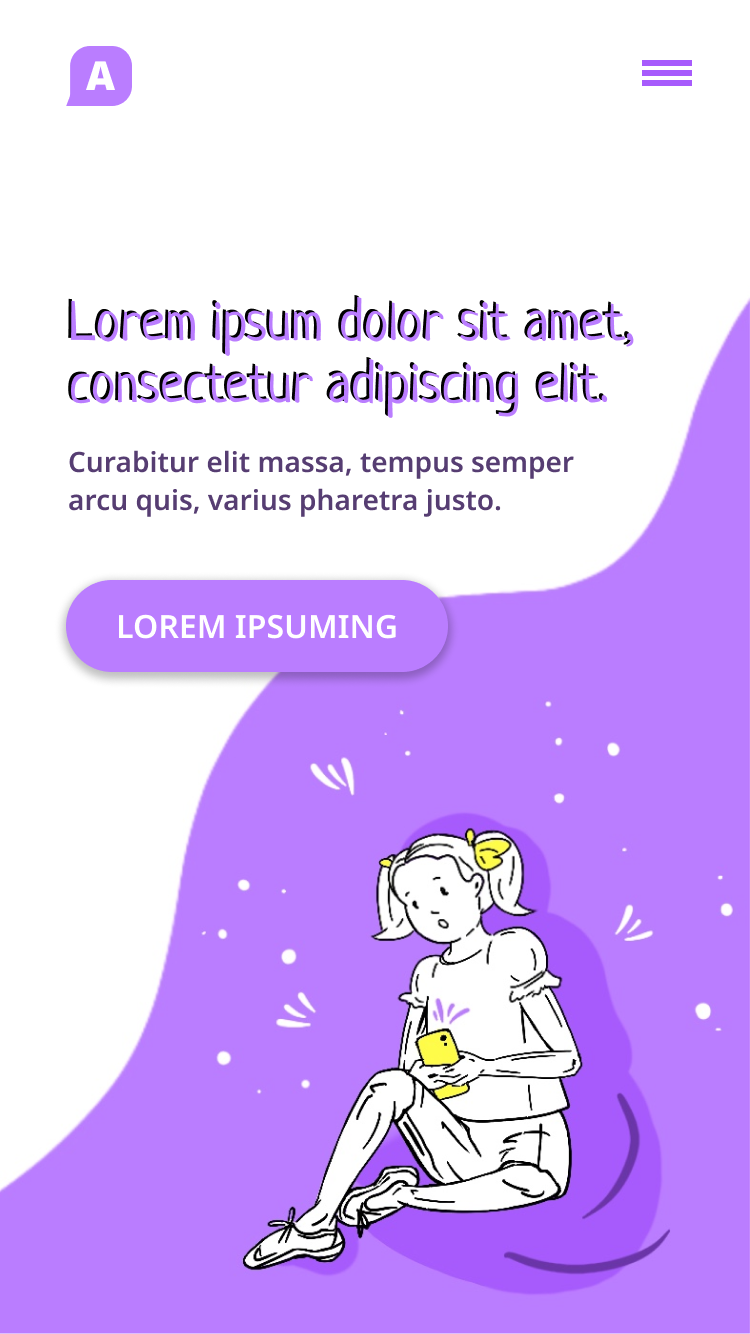 A
Lorem ipsum dolor sit amet,
consectetur adipiscing elit.
Curabitur elit massa, tempus semper
arcu quis, varius pharetra justo.
LOREM IPSUMING